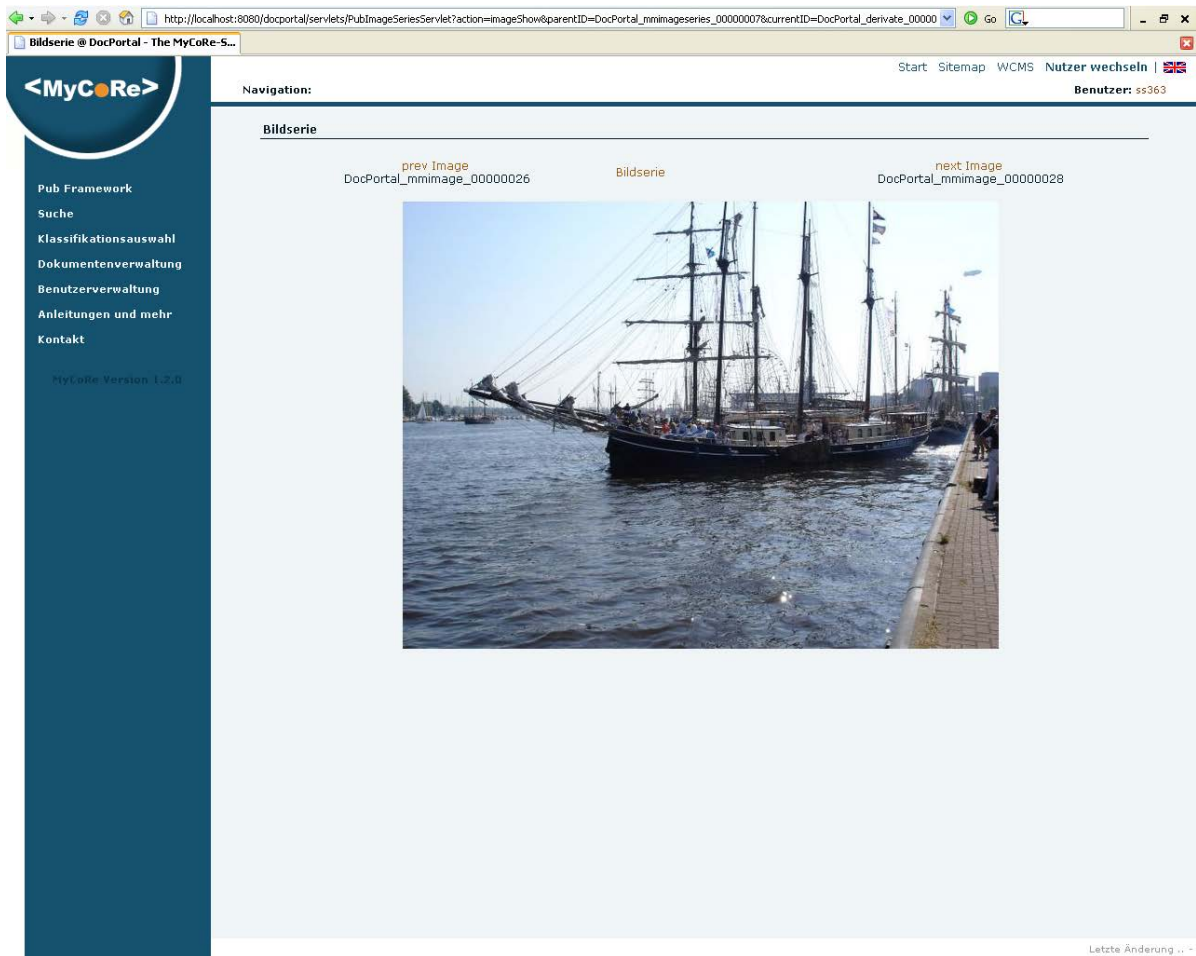 http://localhost:8080/docportal/servlets/PubImageSeriesServlet?action=imageShow&parentID=DocPortal_mmimageseries_00000007&currentID=DocPortal_derivate_00000
Go
Bildserie @ DocPortal - The MyCoRe-S...
Start Sitemap WCMS Nutzer wechseln |
<MyCoRe>
Navigation:
Benutzer: ss363
Bildserie
prev Image
DocPortal_mmimage_00000026
Bildserie
next Image
DocPortal_mmimage_00000028
Pub Framework
Suche
Klassifikationsauswahl
Dokumentenverwaltung
Benutzerverwaltung
Anleitungen und mehr
Kontakt
MyCoRe Version 1.2.0
Letzte Änderung .. -